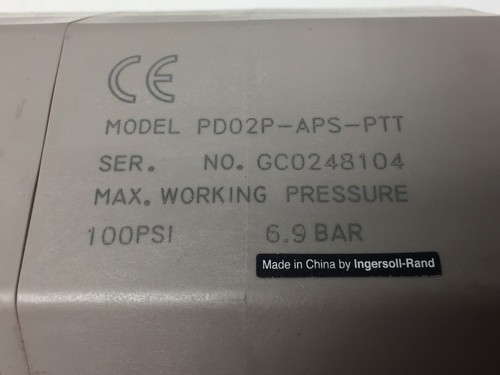 CE
MODEL PD02P-APS-PTT
SER. NO. GC0248104
MAX. WORKING PRESSURE
100PSI 6.9 BAR
Made in China by Ingersoll-Rand